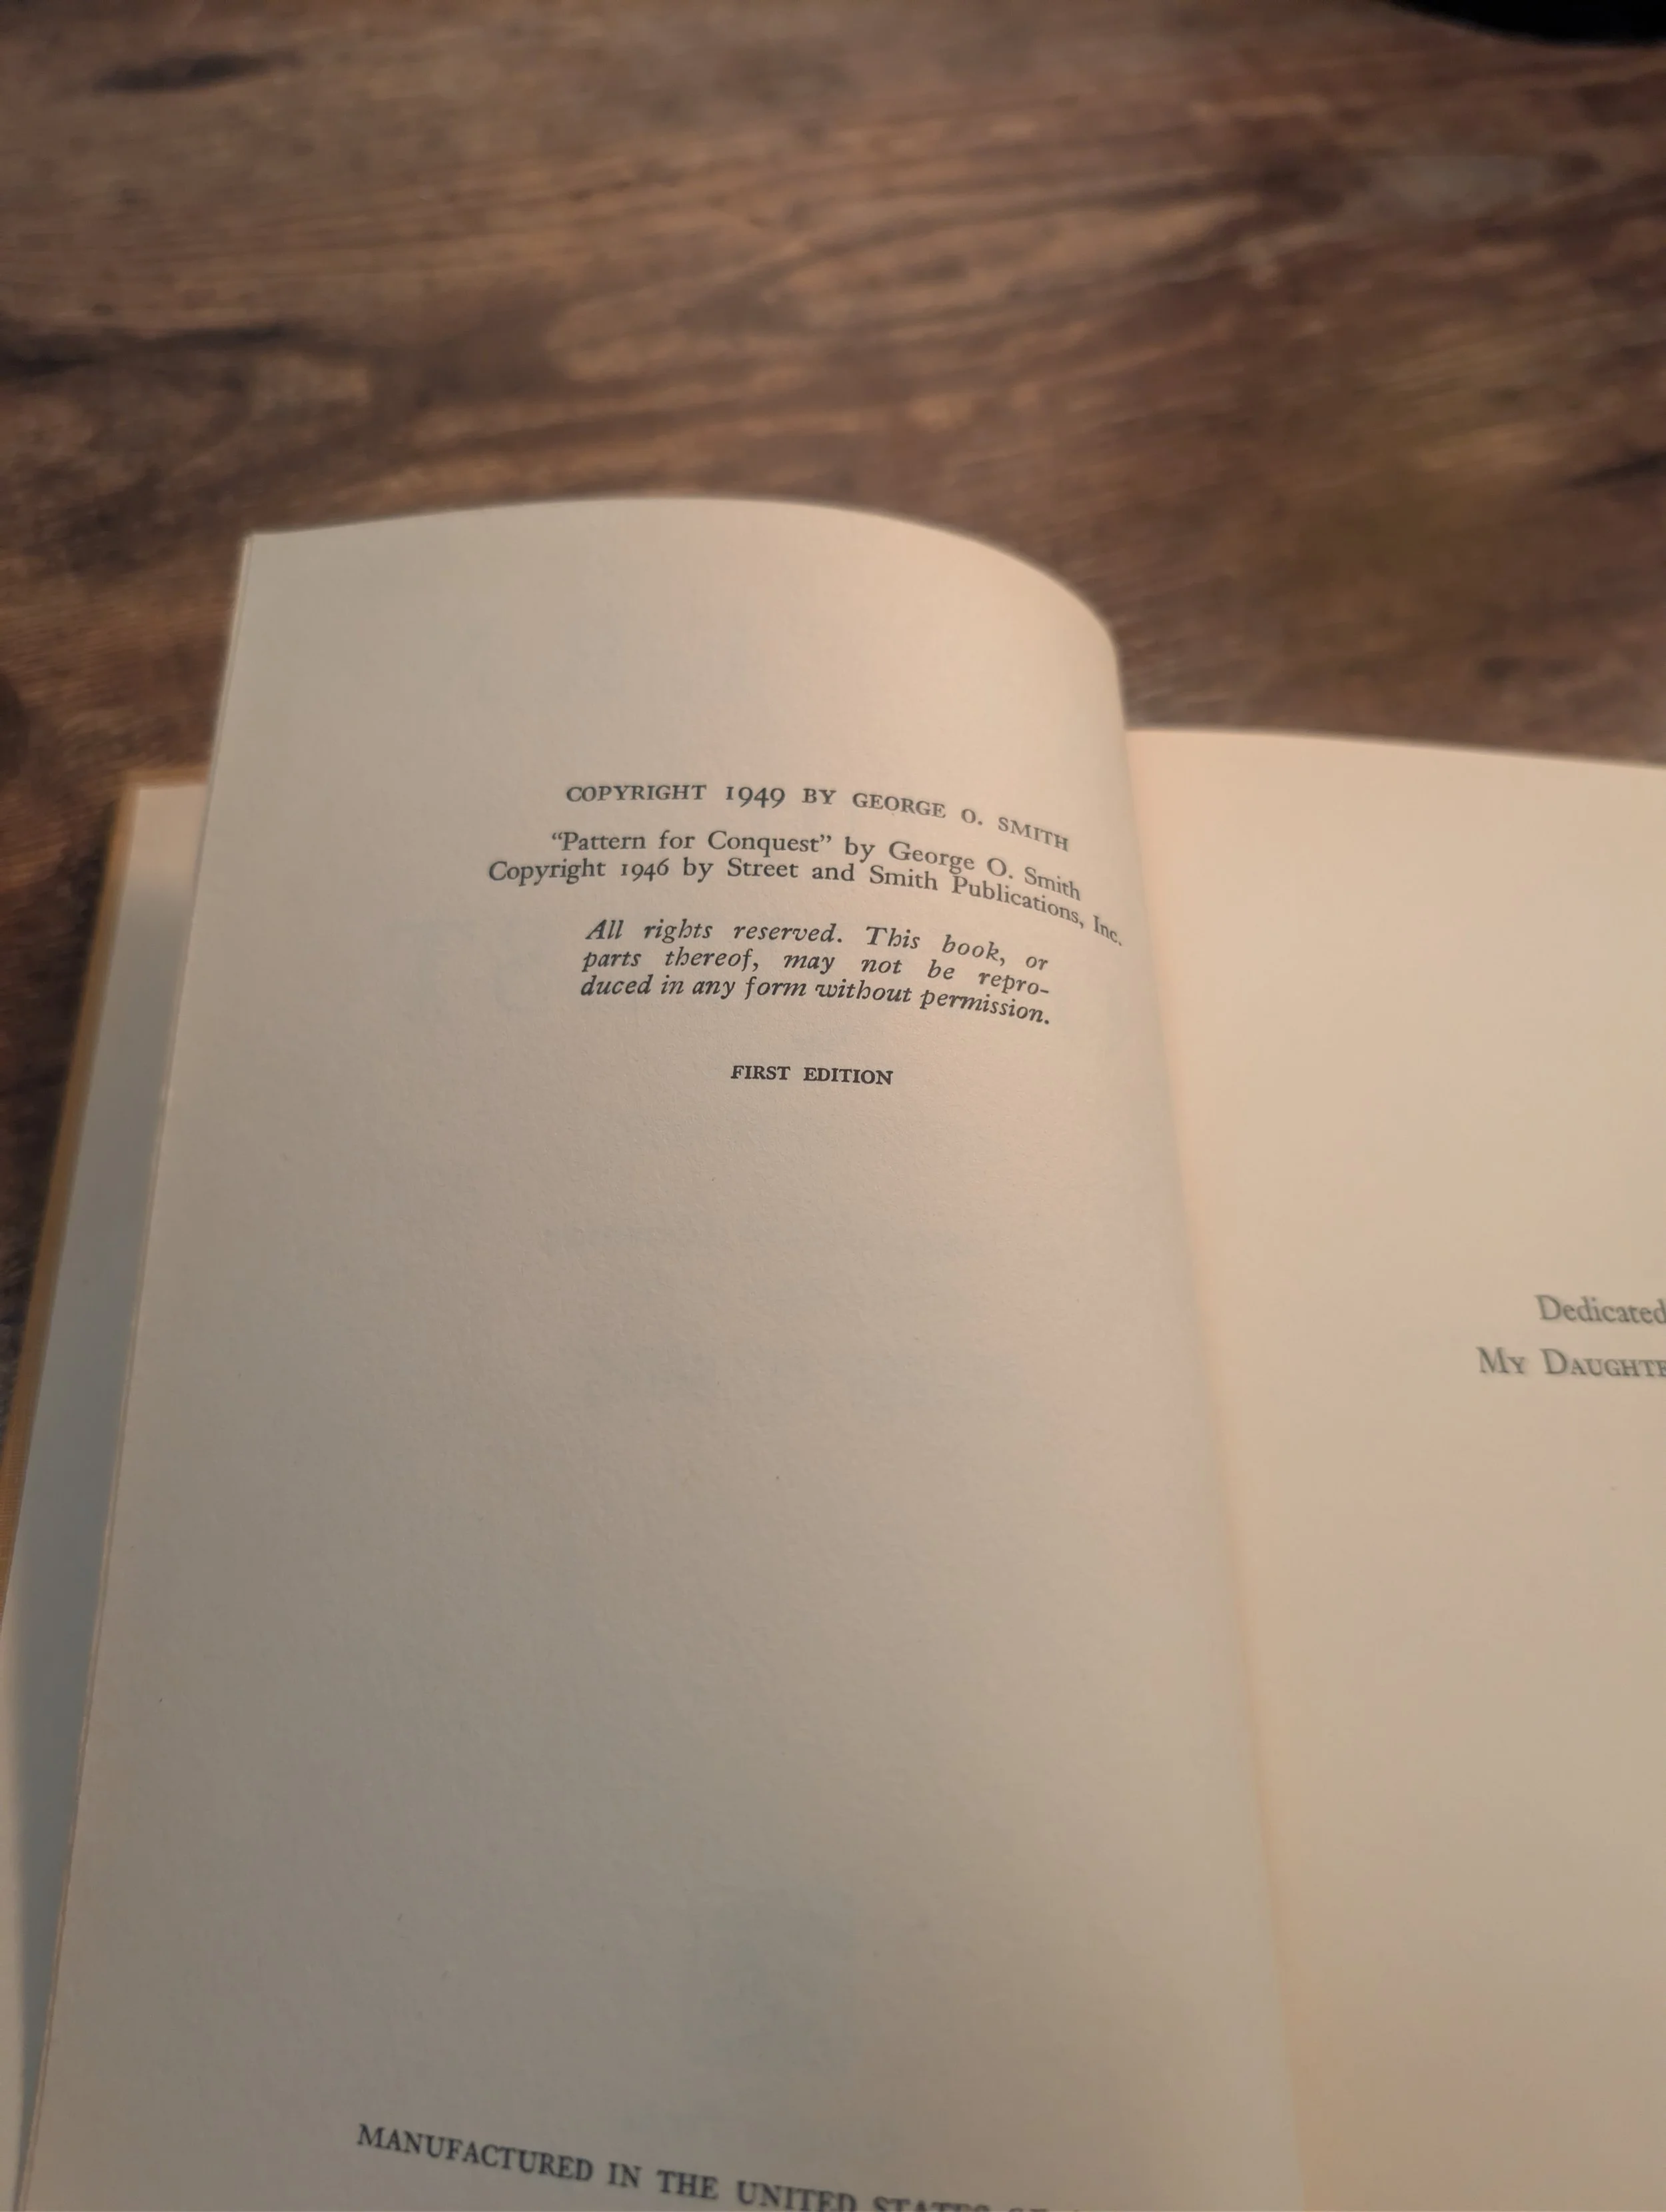 COPYRIGHT 1949 BY GEORGE O. SMITH
“Pattern for Conquest” by George O. Smith
Copyright 1946 by Street and Smith Publications, Inc.
All rights reserved. This book, or
parts thereof, may not be repro-
duced in any form without permission.
FIRST EDITION
MANUFACTURED IN THE UNITED STATES
Dedicated
MY